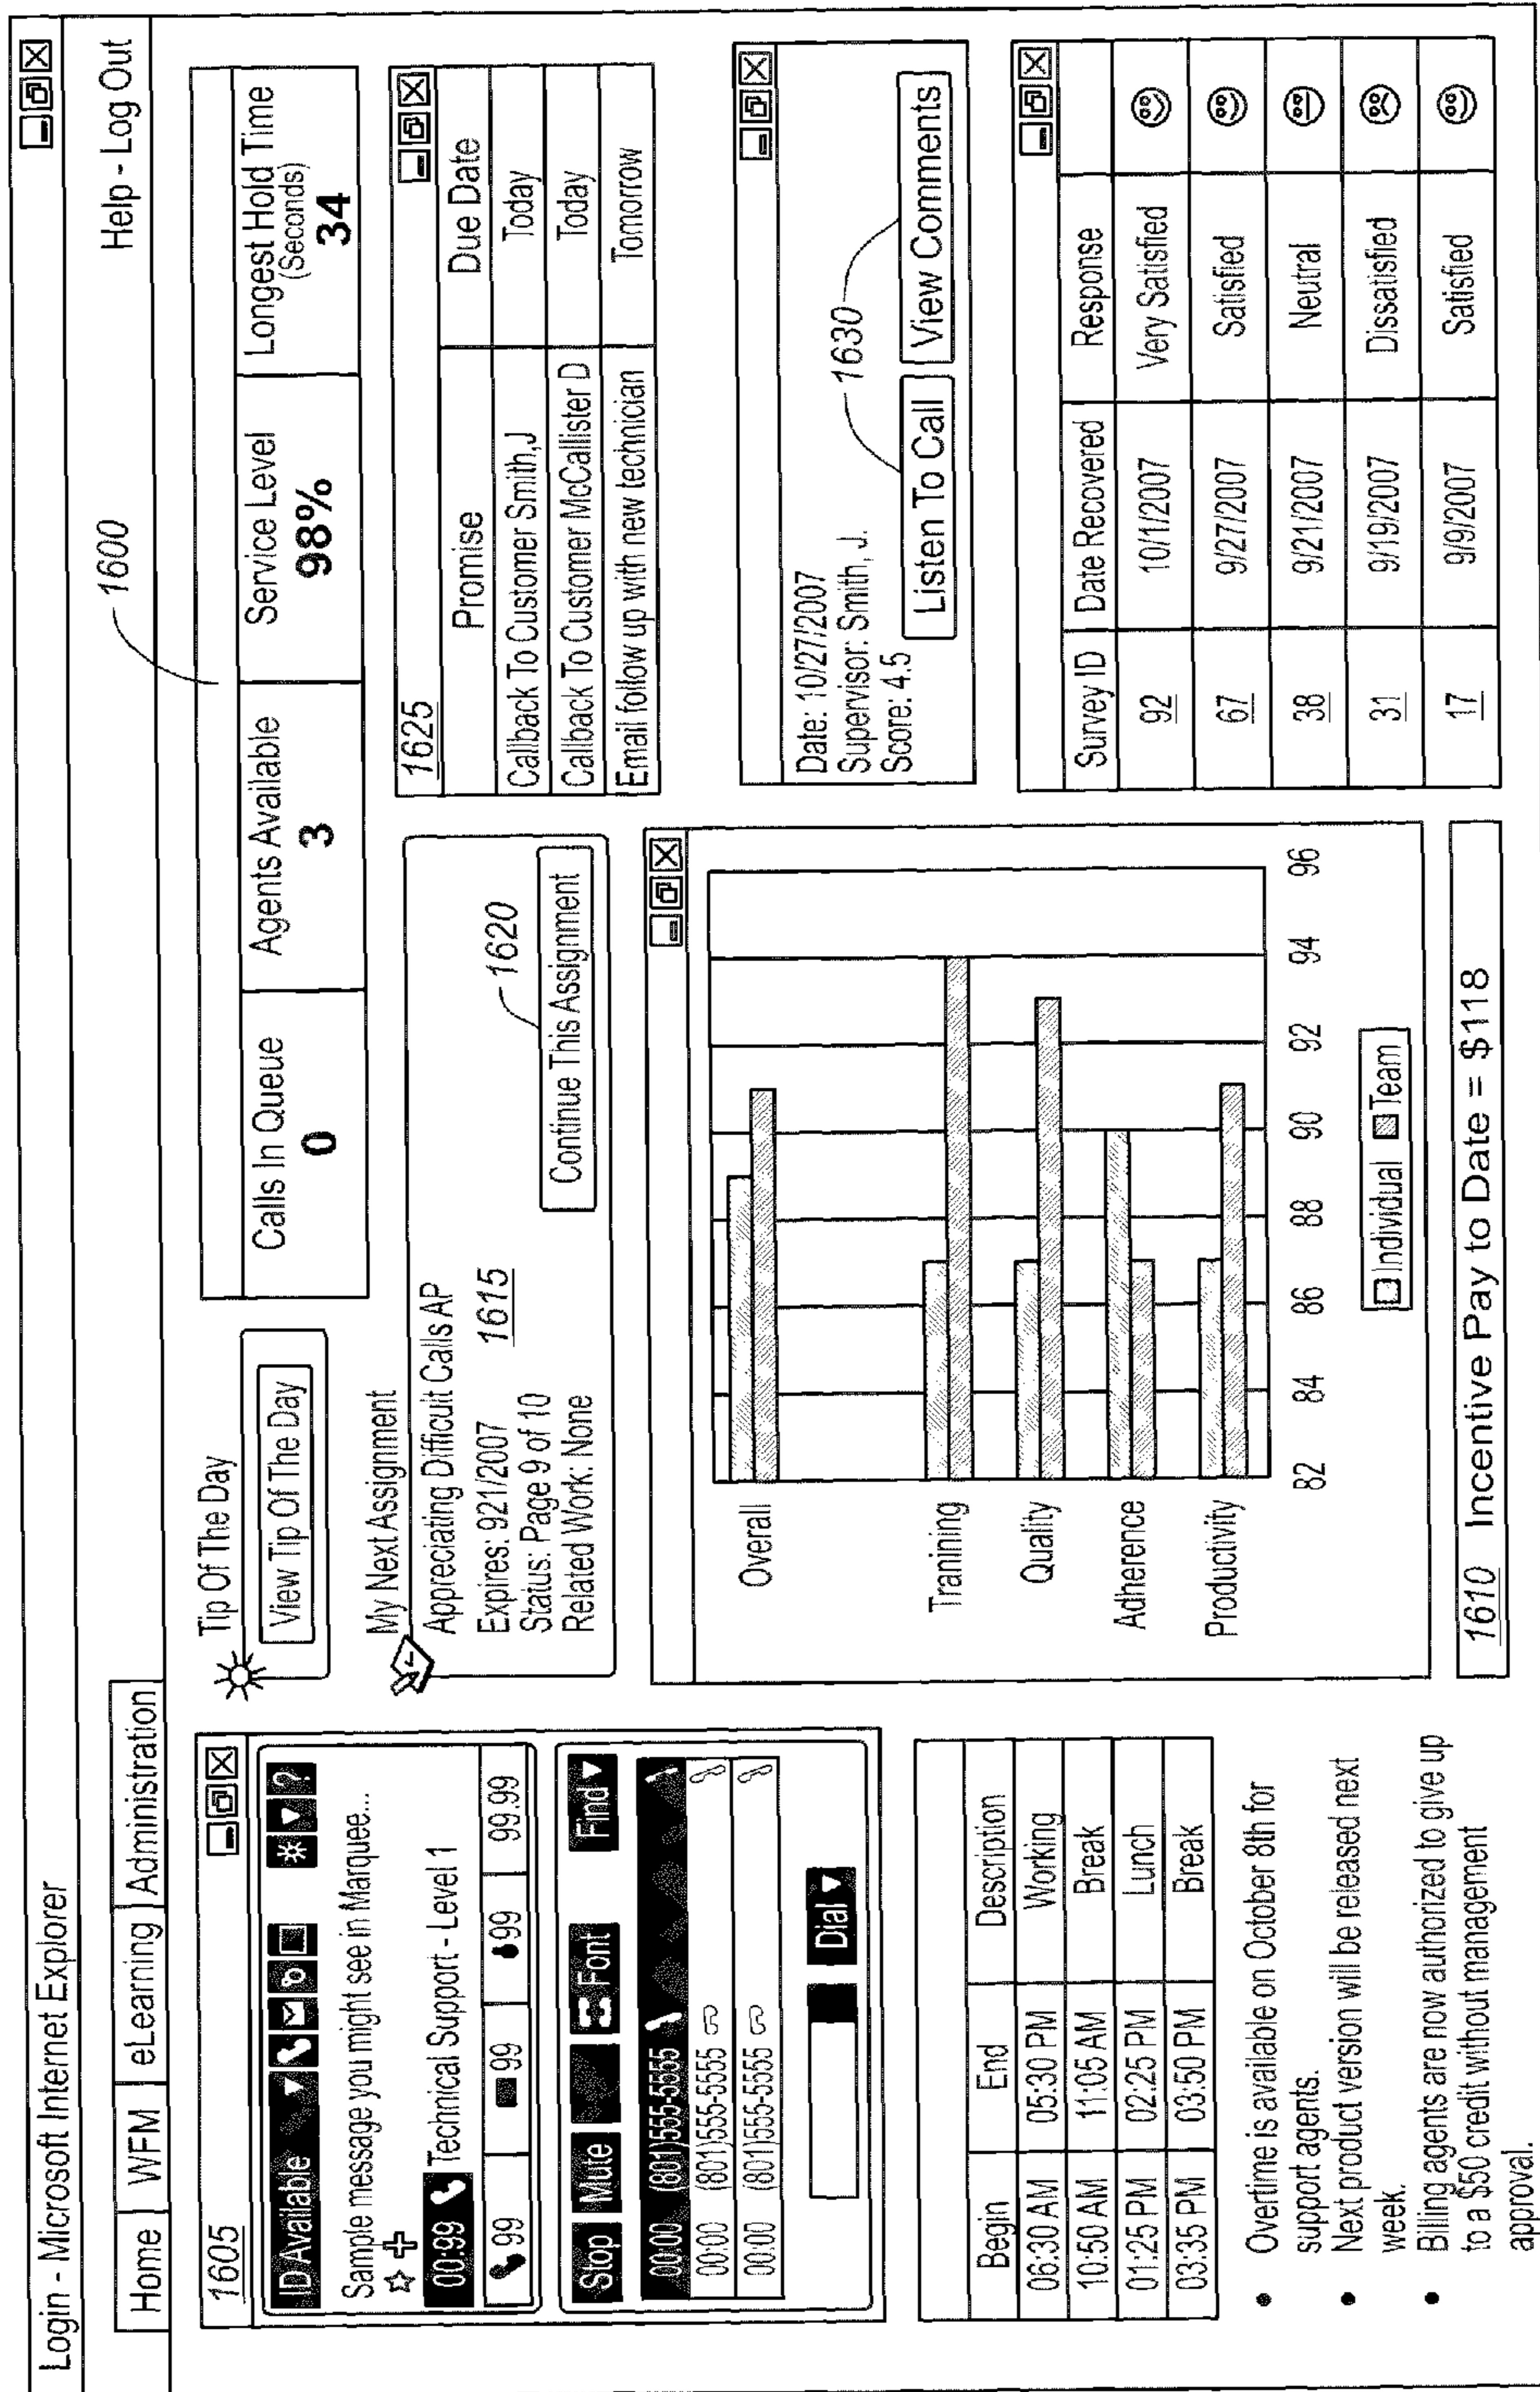 Login - Microsoft Internet Explorer
Home WFM eLearning Administration
Help - Log Out
1600
1605
ID Available ?
Sample message you might see in Marquee...
00:99 Technical Support - Level 1
99 99 99 99.99
Stop Mute Font Find
00:00 (801)555-5555
00:00 (801)555-5555
00:00 (801)555-5555
Dial
Begin End Description
06:30 AM 05:30 PM Working
10:50 AM 11:05 AM Break
01:25 PM 02:25 PM Lunch
03:35 PM 03:50 PM Break
• Overtime is available on October 8th for
support agents.
• Next product version will be released next
week.
• Billing agents are now authorized to give up
to a $50 credit without management
approval.
Tip Of The Day
View Tip Of The Day
My Next Assignment
Appreciating Difficult Calls AP
Expires: 921/2007 1615
Status: Page 9 of 10
Related Work: None
1620
Continue This Assignment
Overall
Tranining
Quality
Adherence
Productivity
82 84 86 88 90 92 94 96
Individual Team
1610 Incentive Pay to Date = $118
Calls In Queue Agents Available Service Level Longest Hold Time
(Seconds)
0 3 98% 34
1625
Promise Due Date
Callback To Customer Smith,J Today
Callback To Customer McCallister D Today
Email follow up with new technician Tomorrow
Date: 10/27/2007
Supervisor: Smith, J.
Score: 4.5
1630
Listen To Call View Comments
Survey ID Date Recovered Response
92 10/1/2007 Very Satisfied
67 9/27/2007 Satisfied
38 9/21/2007 Neutral
31 9/19/2007 Dissatisfied
17 9/9/2007 Satisfied